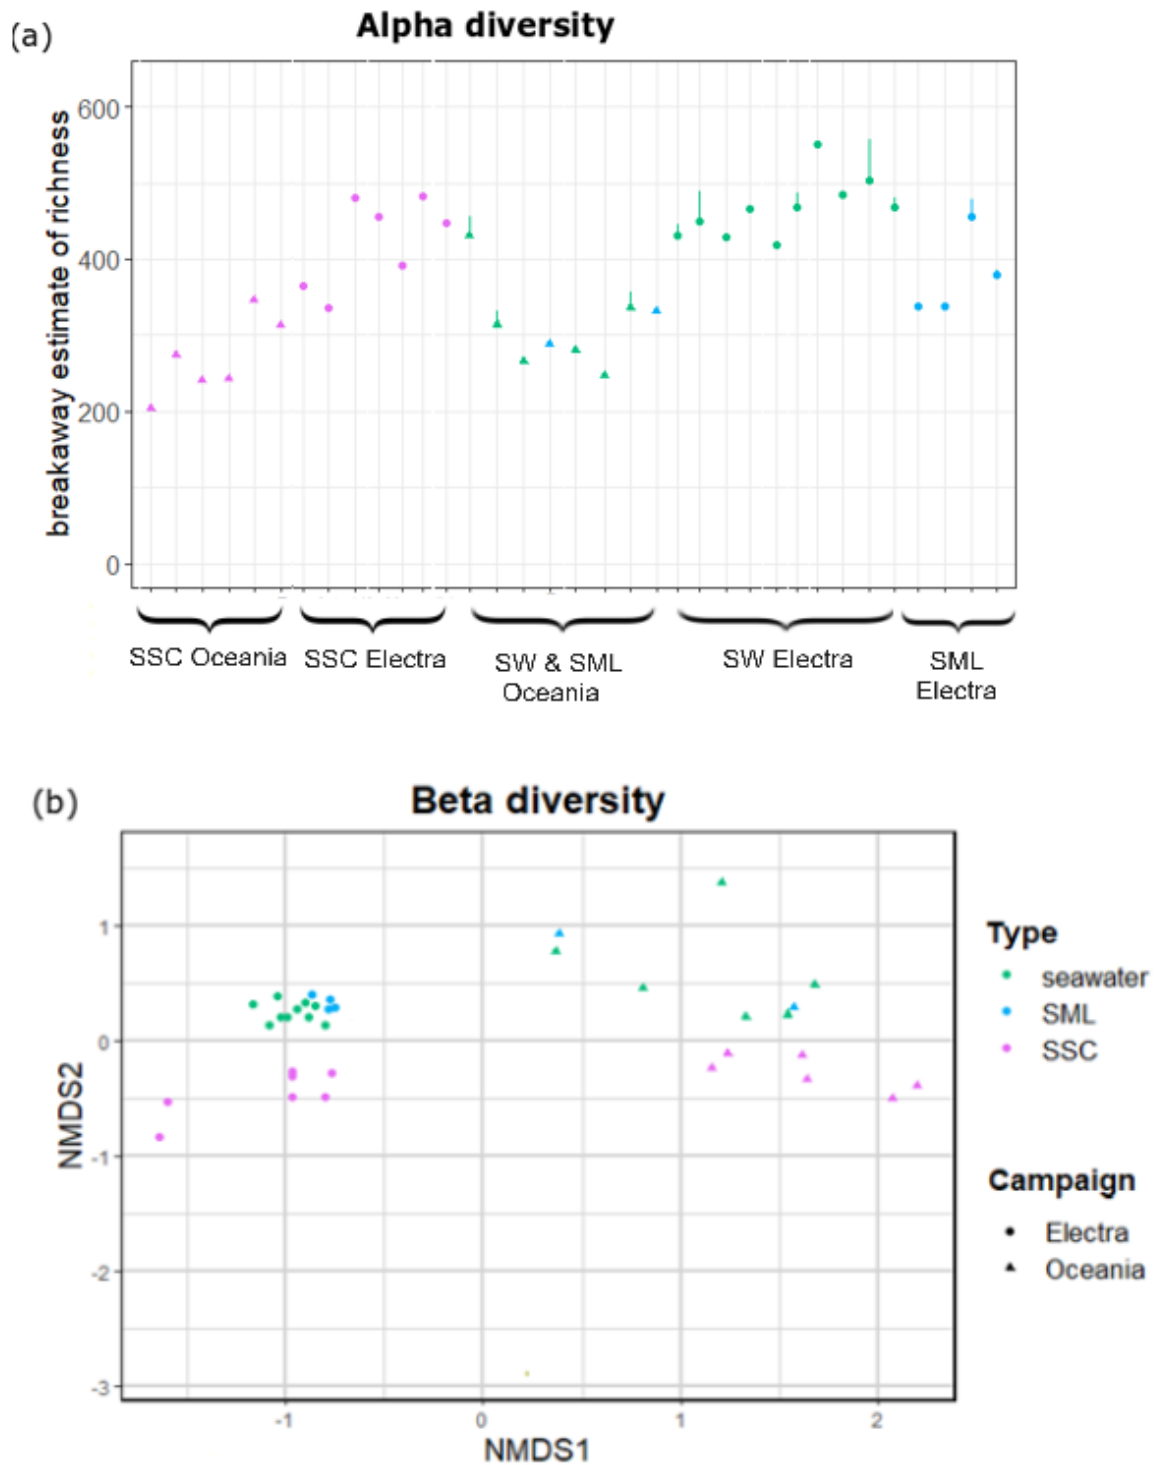 (a)
Alpha diversity
breakaway estimate of richness
600
400
200
0
SSC Oceania
SSC Electra
SW & SML
Oceania
SW Electra
SML
Electra
(b)
Beta diversity
NMDS2
1
0
-1
-2
-3
-1
0
1
2
NMDS1
Type
seawater
SML
SSC
Campaign
Electra
Oceania